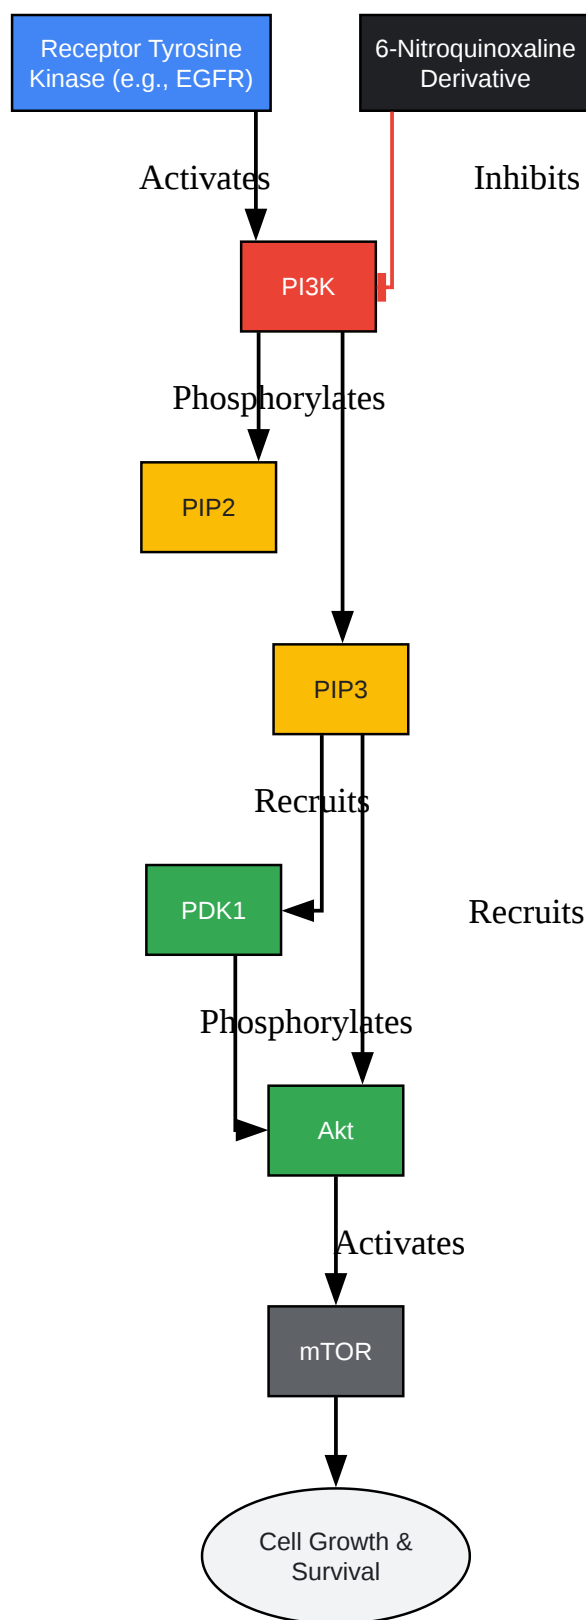 Receptor Tyrosine
Kinase (e.g., EGFR)
6-Nitroquinoxaline
Derivative
Activates
Inhibits
PI3K
Phosphorylates
PIP2
PIP3
Recruits
PDK1
Recruits
Phosphorylates
Akt
Activates
mTOR
Cell Growth &
Survival